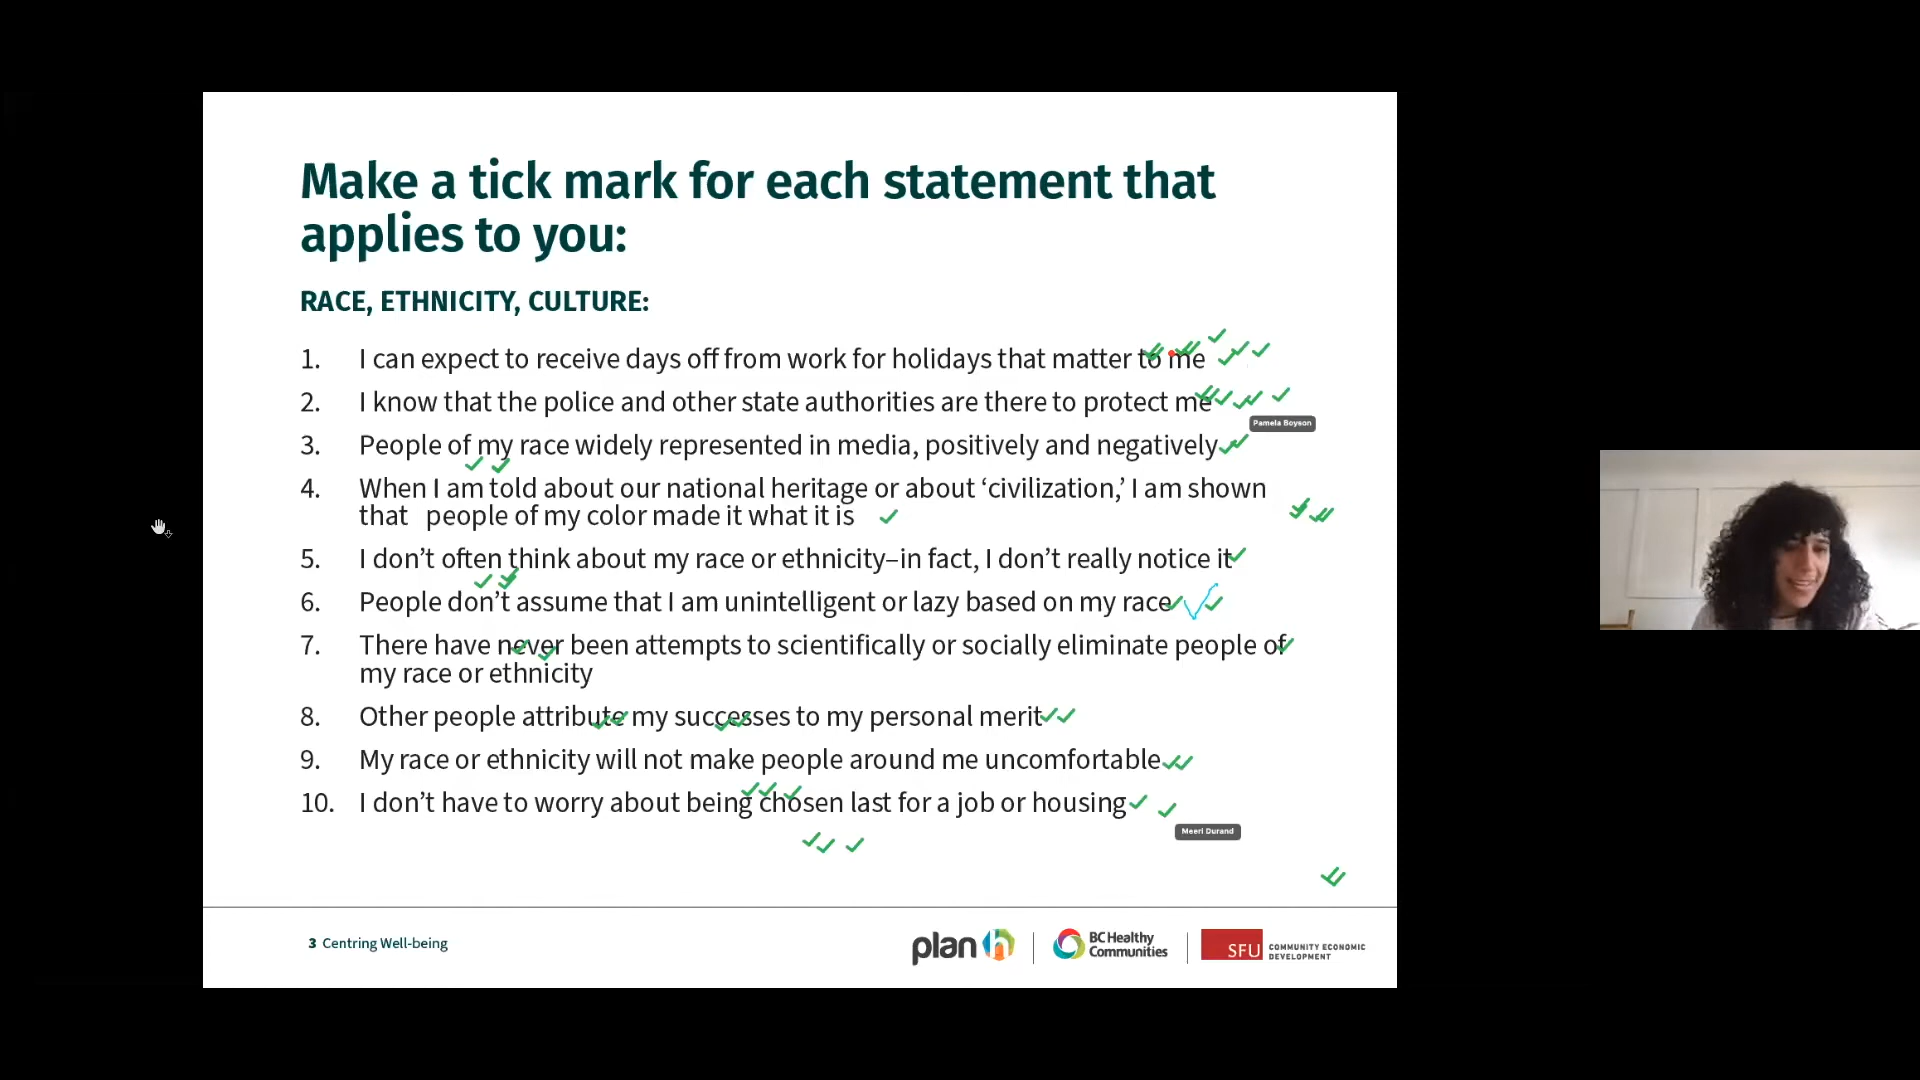 Make a tick mark for each statement that
applies to you:
RACE, ETHNICITY, CULTURE:
1. I can expect to receive days off from work for holidays that matter to me
2. I know that the police and other state authorities are there to protect me
Pamela Boyson
3. People of my race widely represented in media, positively and negatively
4. When I am told about our national heritage or about ‘civilization,’ I am shown
that people of my color made it what it is
5. I don’t often think about my race or ethnicity–in fact, I don’t really notice it
6. People don’t assume that I am unintelligent or lazy based on my race
7. There have never been attempts to scientifically or socially eliminate people of
my race or ethnicity
8. Other people attribute my successes to my personal merit
9. My race or ethnicity will not make people around me uncomfortable
10. I don’t have to worry about being chosen last for a job or housing
Meeri Durand
3 Centring Well-being
plan h
BC Healthy
Communities
SFU COMMUNITY ECONOMIC
DEVELOPMENT